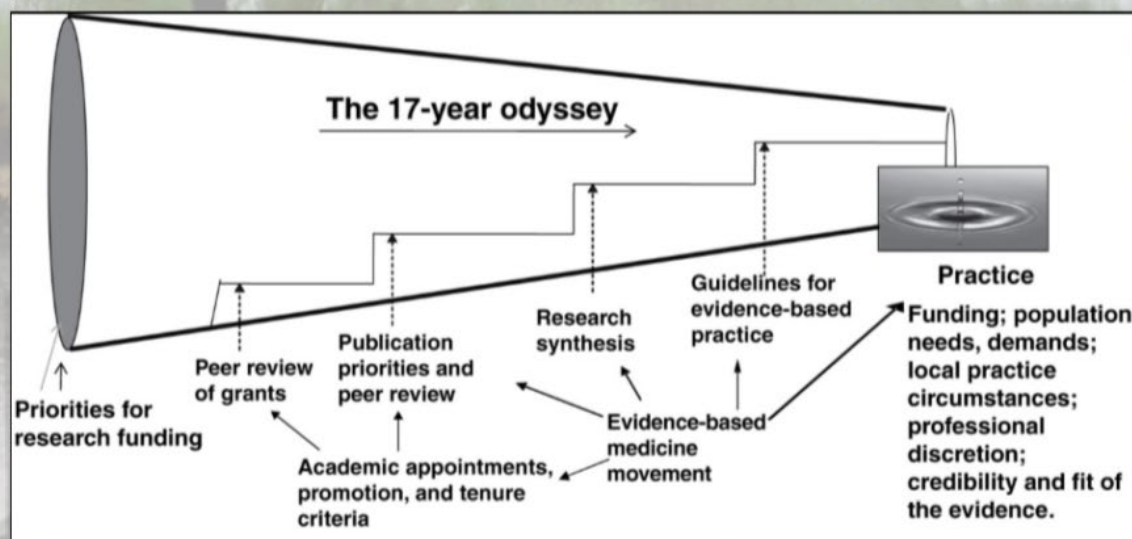 The 17-year odyssey
Priorities for
research funding
Peer review
of grants
Publication
priorities and
peer review
Research
synthesis
Guidelines for
evidence-based
practice
Academic appointments,
promotion, and tenure
criteria
Evidence-based
medicine
movement
Practice
Funding; population
needs, demands;
local practice
circumstances;
professional
discretion;
credibility and fit of
the evidence.